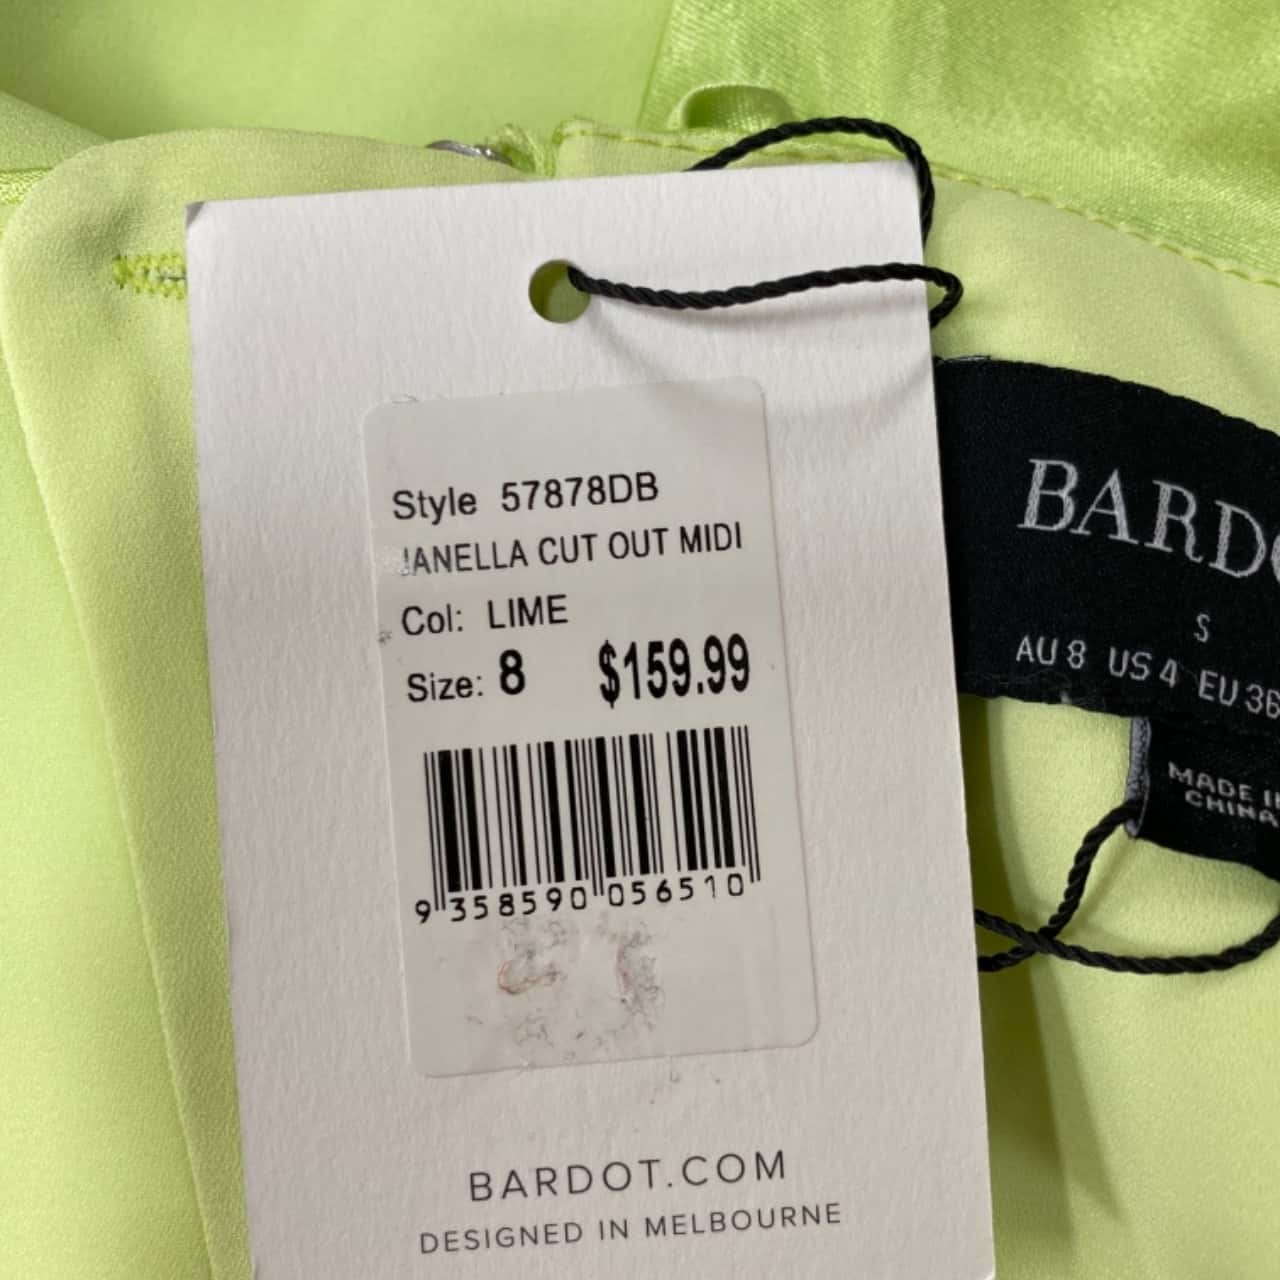 Style 57878DB
JANELLA CUT OUT MIDI
Col: LIME
Size: 8 $159.99
9 358590 056510
BARDOT.COM
DESIGNED IN MELBOURNE
BARDO
S
AU 8 US 4 EU 36
MADE IN
CHINA